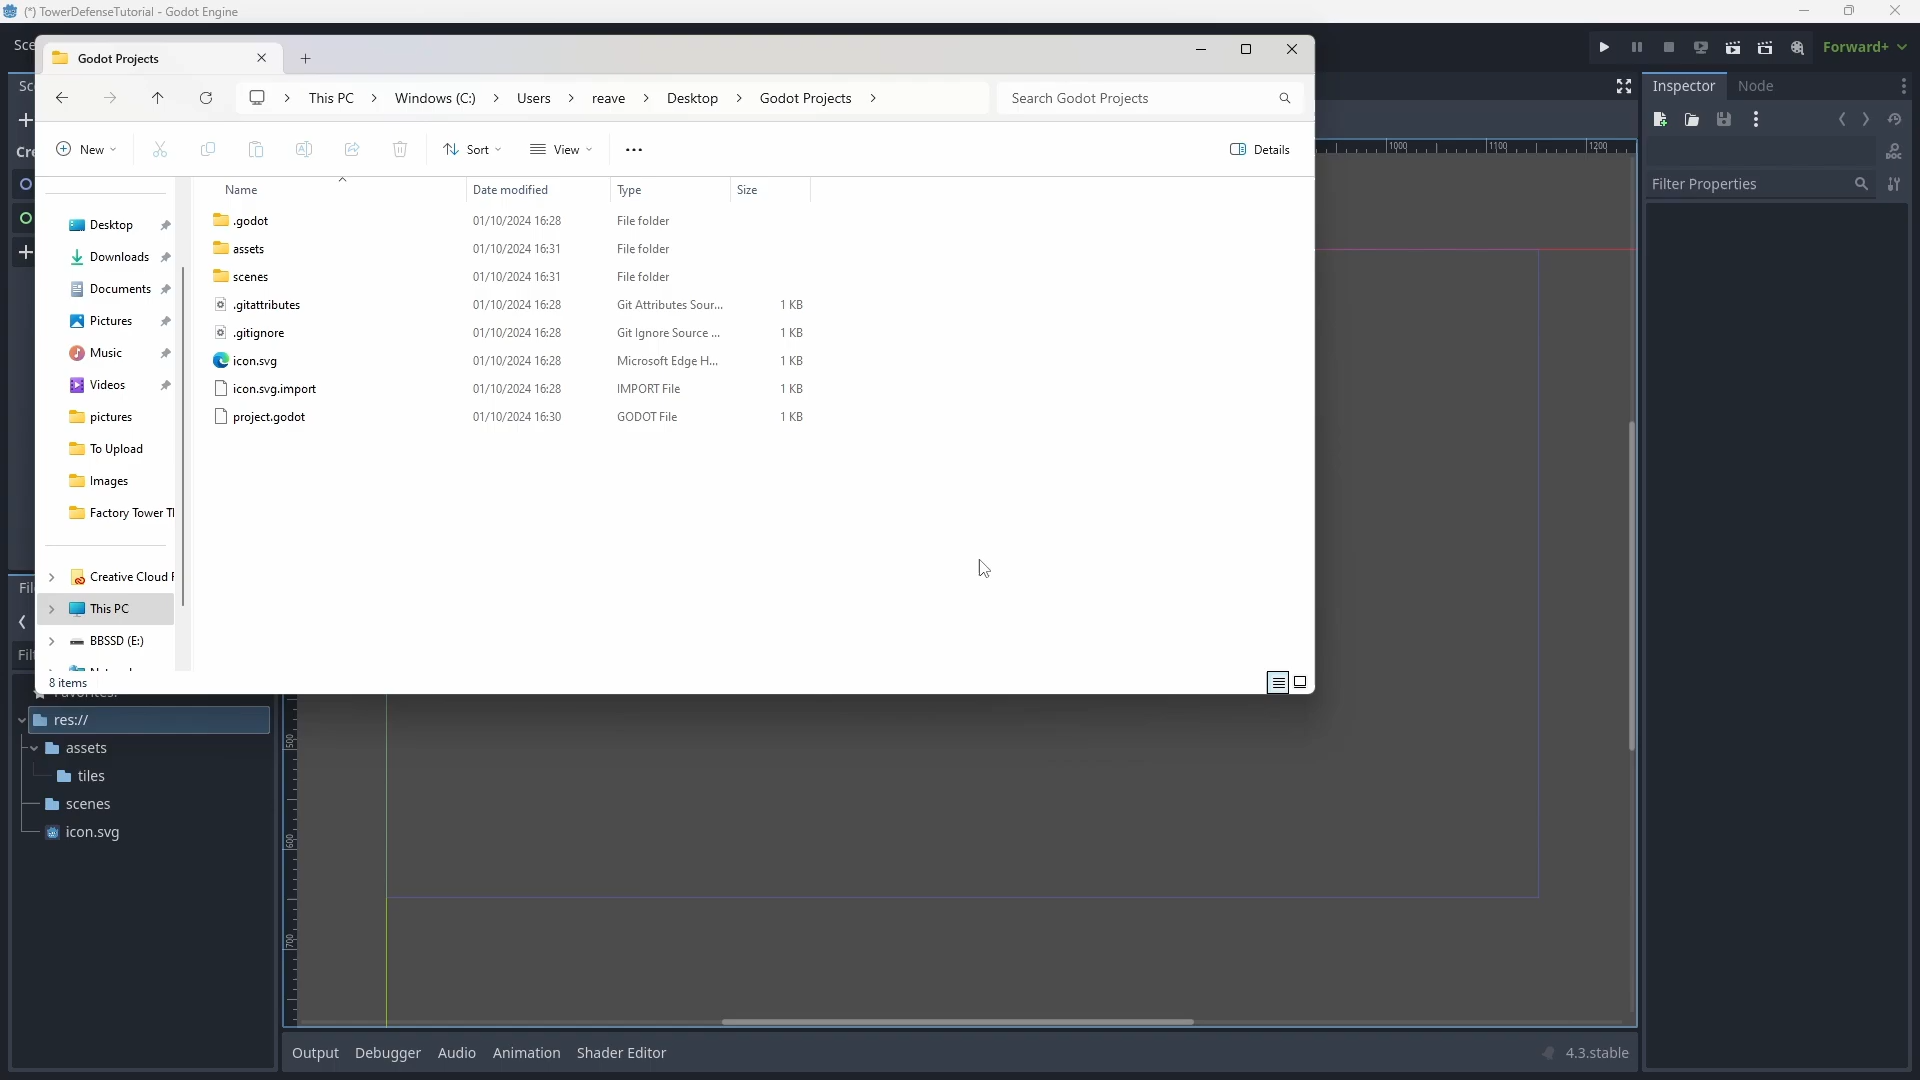 (*) TowerDefenseTutorial - Godot Engine
Forward+
Godot Projects
This PC
Windows (C:)
Users
reave
Desktop
Godot Projects
Search Godot Projects
New
Sort
View
Details
Name
Date modified
Type
Size
.godot 01/10/2024 16:28 File folder
assets 01/10/2024 16:31 File folder
scenes 01/10/2024 16:31 File folder
.gitattributes 01/10/2024 16:28 Git Attributes Sour... 1 KB
.gitignore 01/10/2024 16:28 Git Ignore Source ... 1 KB
icon.svg 01/10/2024 16:28 Microsoft Edge H... 1 KB
icon.svg.import 01/10/2024 16:28 IMPORT File 1 KB
project.godot 01/10/2024 16:30 GODOT File 1 KB
Desktop
Downloads
Documents
Pictures
Music
Videos
pictures
To Upload
Images
Factory Tower
Creative Cloud
This PC
BBSSD (E:)
8 items
res://
assets
tiles
scenes
icon.svg
1000
1100
1200
500
600
700
Inspector
Node
Filter Properties
Output
Debugger
Audio
Animation
Shader Editor
4.3.stable